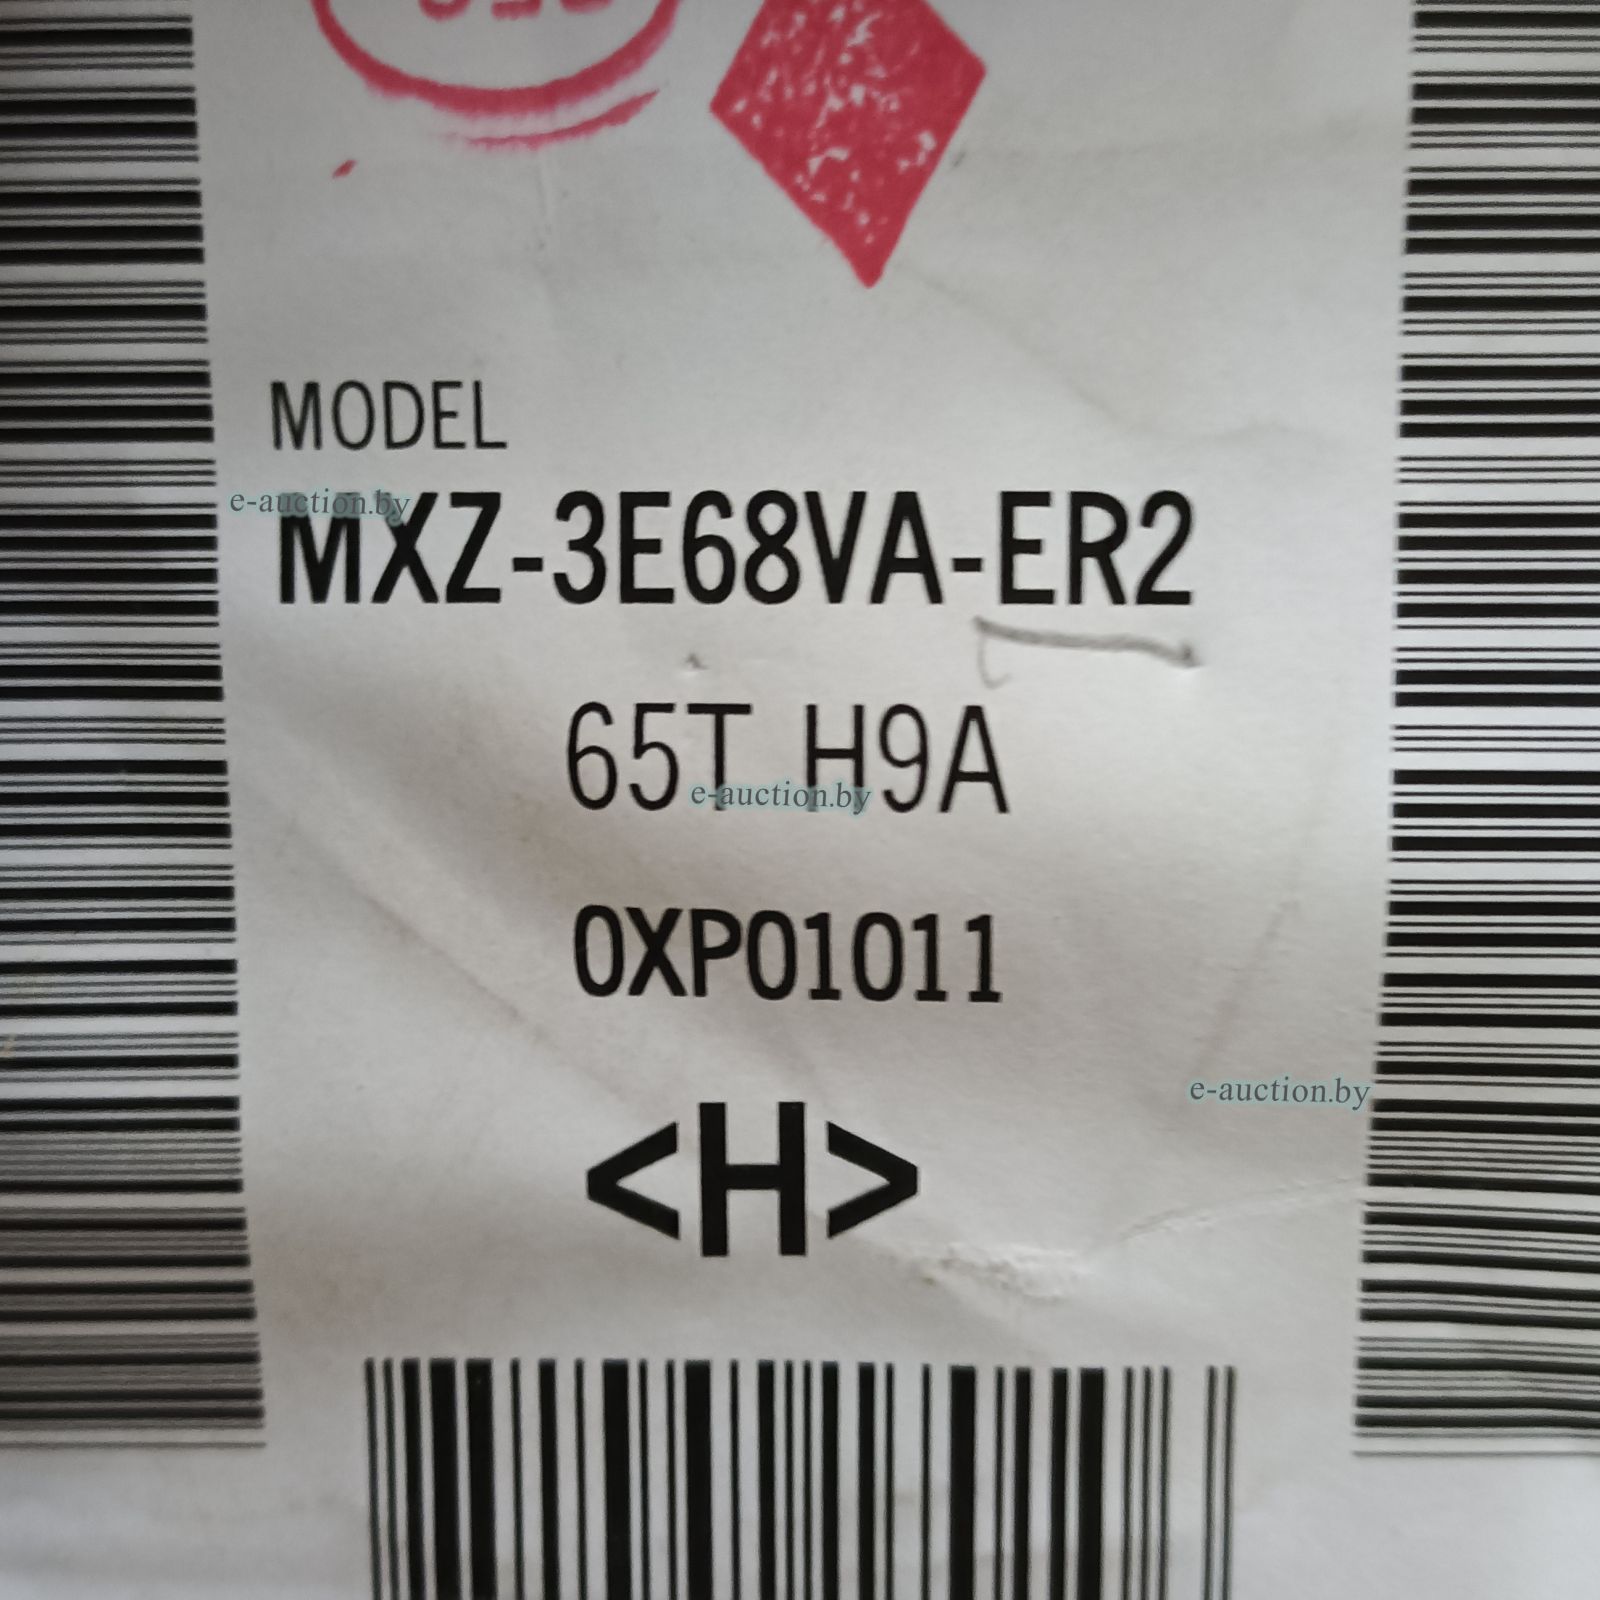 MODEL
e-auction.by
MXZ-3E68VA-ER2
65T H9A
e-auction.by
0XP01011
e-auction.by
<H>